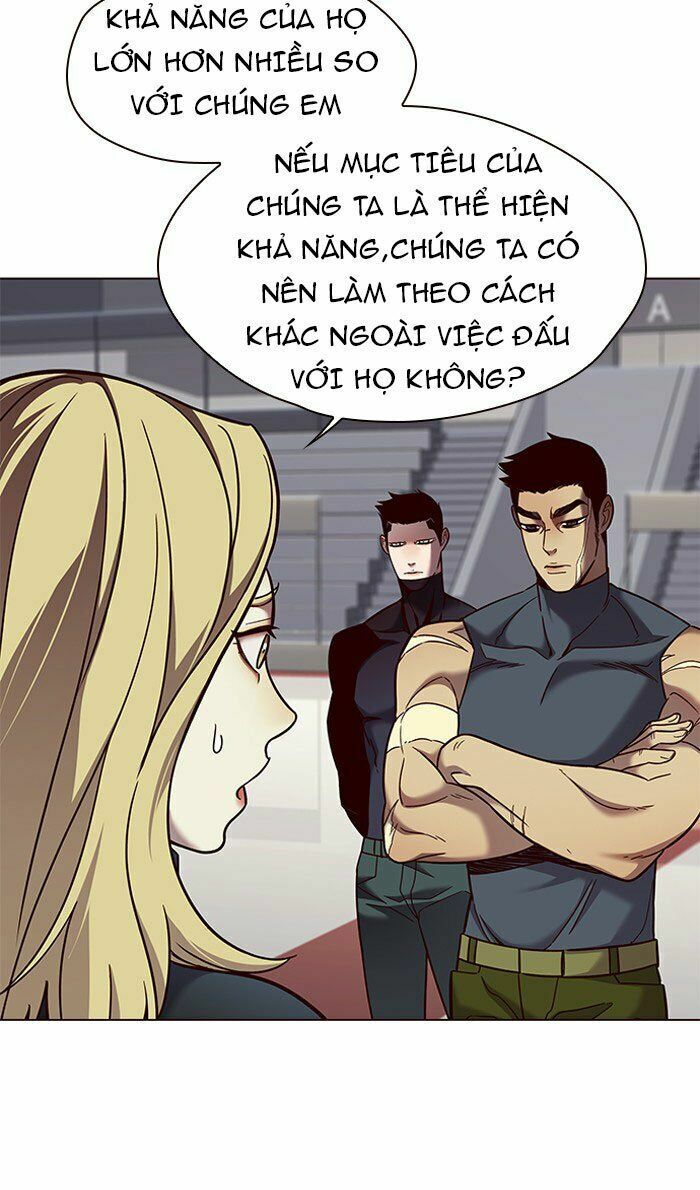 KHẢ NĂNG CỦA HỌ
LỚN HƠN NHIỀU SO
VỚI CHÚNG EM
NẾU MỤC TIÊU CỦA
CHÚNG TA LÀ THỂ HIỆN
KHẢ NĂNG,CHÚNG TA CÓ
NÊN LÀM THEO CÁCH
KHÁC NGOÀI VIỆC ĐẤU
VỚI HỌ KHÔNG?
A